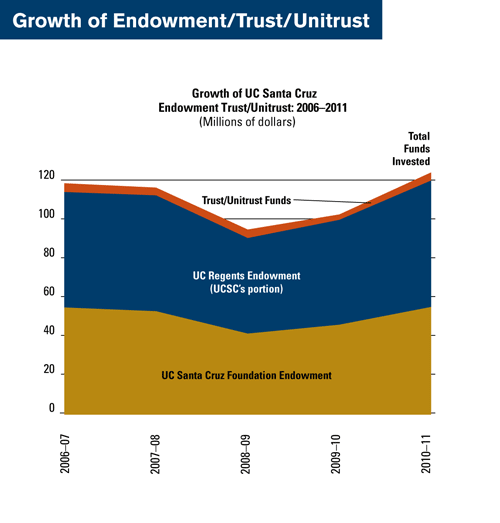 Growth of Endowment/Trust/Unitrust
Growth of UC Santa Cruz
Endowment Trust/Unitrust: 2006–2011
(Millions of dollars)
Total
Funds
Invested
120
Trust/Unitrust Funds
100
80
UC Regents Endowment
(UCSC's portion)
60
40
20
UC Santa Cruz Foundation Endowment
0
2006–07
2007–08
2008–09
2009–10
2010–11